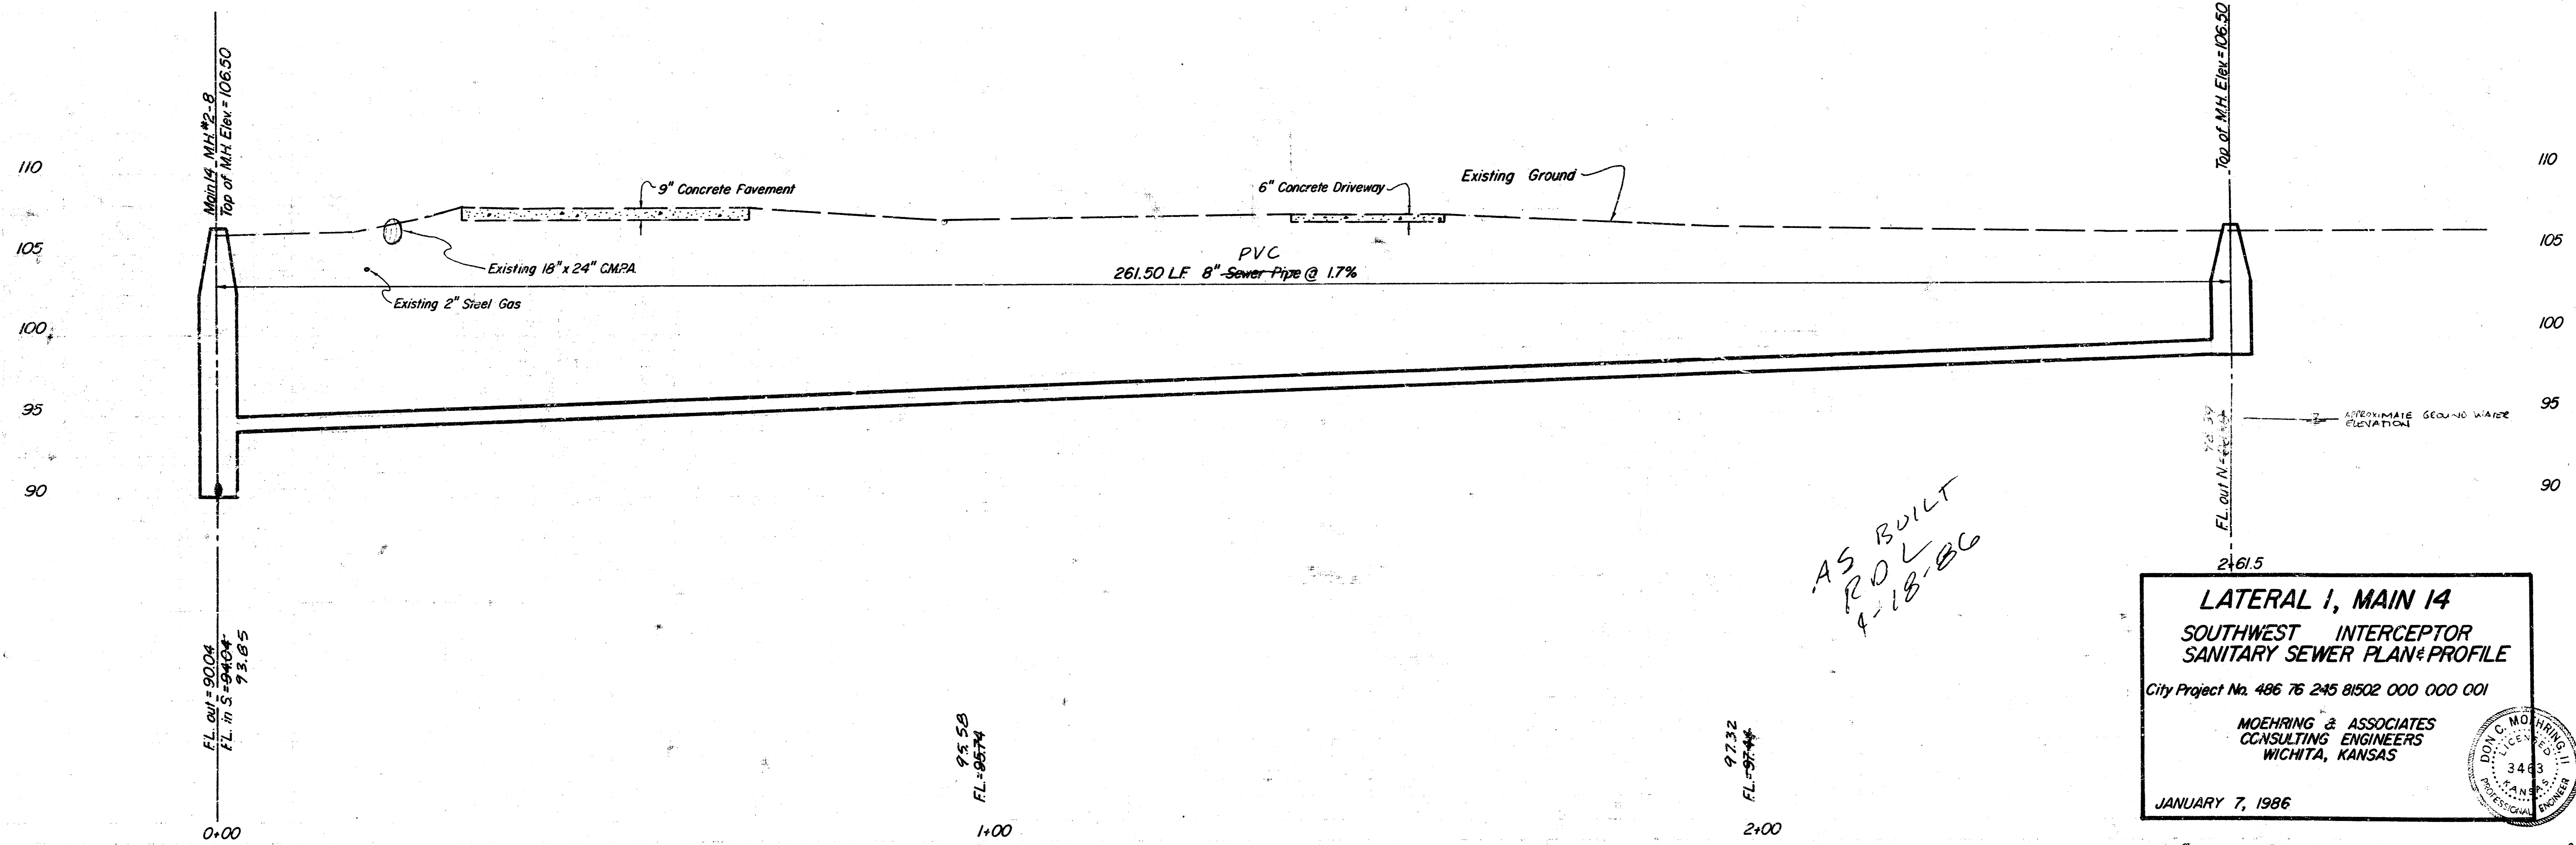 Main 14 M.H. #2-8
Top of M.H. Elev. = 106.50
Top of M.H. Elev. = 106.50
110
105
100
95
90
110
105
100
95
90
9" Concrete Pavement
6" Concrete Driveway
Existing Ground
Existing 18" x 24" C.M.P.A.
Existing 2" Steel Gas
PVC
261.50 L.F. 8" Sewer Pipe @ 1.7%
APPROXIMATE GROUND WATER
ELEVATION
98.39
F.L. out N. =
2+61.5
AS BUILT
RDL
4-18-86
F.L. out = 90.04
F.L. in S. = 94.04
93.85
95.58
F.L. = 95.74
97.32
F.L. = 97.44
0+00
1+00
2+00
LATERAL 1, MAIN 14
SOUTHWEST INTERCEPTOR
SANITARY SEWER PLAN & PROFILE
City Project No. 486 76 245 81502 000 000 001
MOEHRING & ASSOCIATES
CONSULTING ENGINEERS
WICHITA, KANSAS
JANUARY 7, 1986
DON C. MOEHRING II
LICENSED
3463
KANSAS
PROFESSIONAL ENGINEER